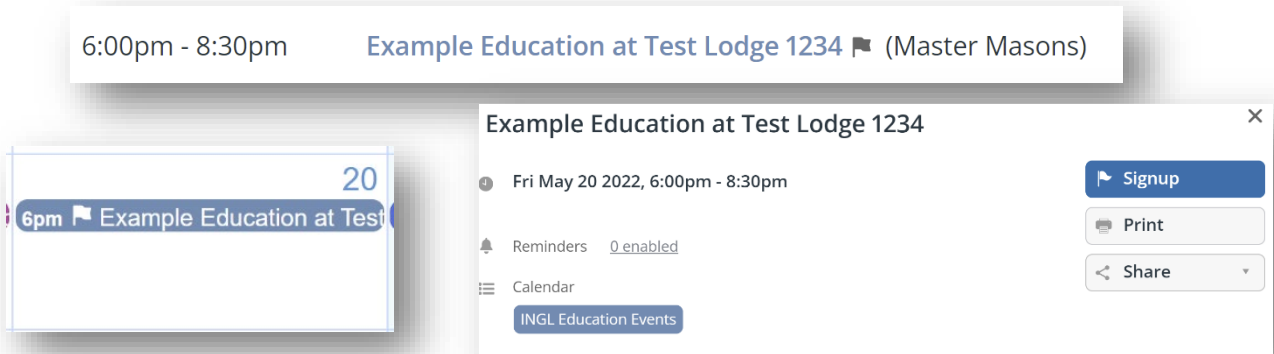 6:00pm - 8:30pm Example Education at Test Lodge 1234 (Master Masons)
20
6pm Example Education at Test
Example Education at Test Lodge 1234
Fri May 20 2022, 6:00pm - 8:30pm
Reminders 0 enabled
Calendar
INGL Education Events
Signup
Print
Share